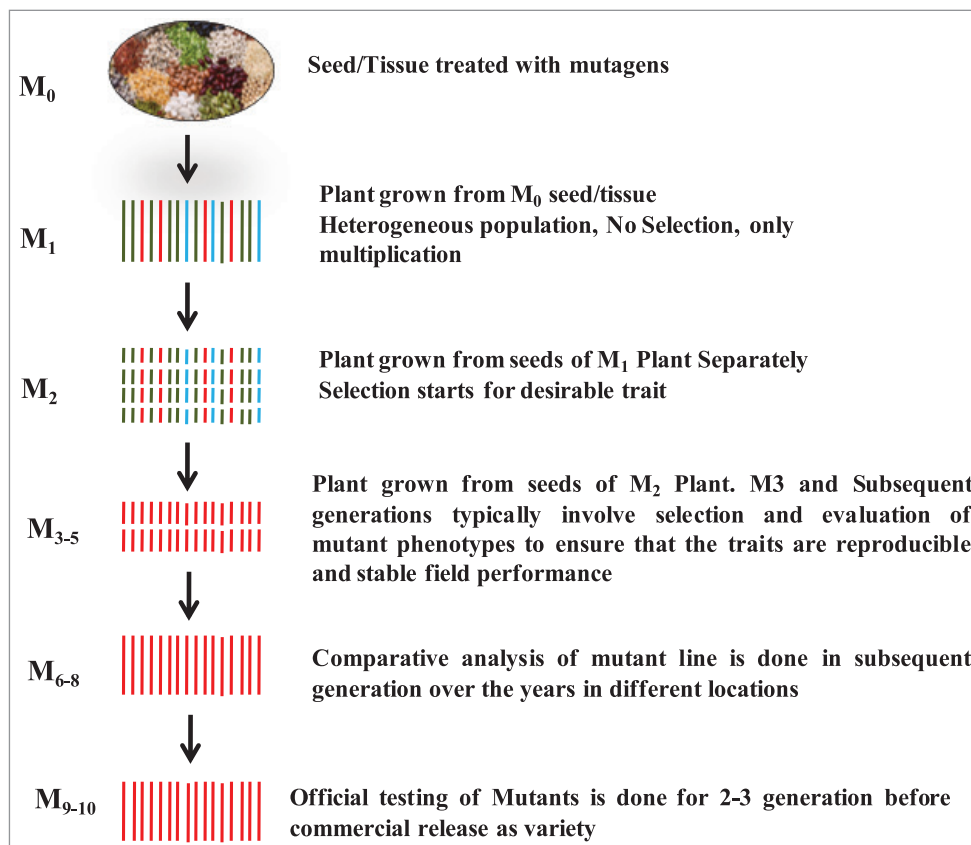 M₀
Seed/Tissue treated with mutagens
M₁
Plant grown from M₀ seed/tissue
Heterogeneous population, No Selection, only
multiplication
M₂
Plant grown from seeds of M₁ Plant Separately
Selection starts for desirable trait
M₃₋₅
Plant grown from seeds of M₂ Plant. M3 and Subsequent
generations typically involve selection and evaluation of
mutant phenotypes to ensure that the traits are reproducible
and stable field performance
M₆₋₈
Comparative analysis of mutant line is done in subsequent
generation over the years in different locations
M₉₋₁₀
Official testing of Mutants is done for 2-3 generation before
commercial release as variety